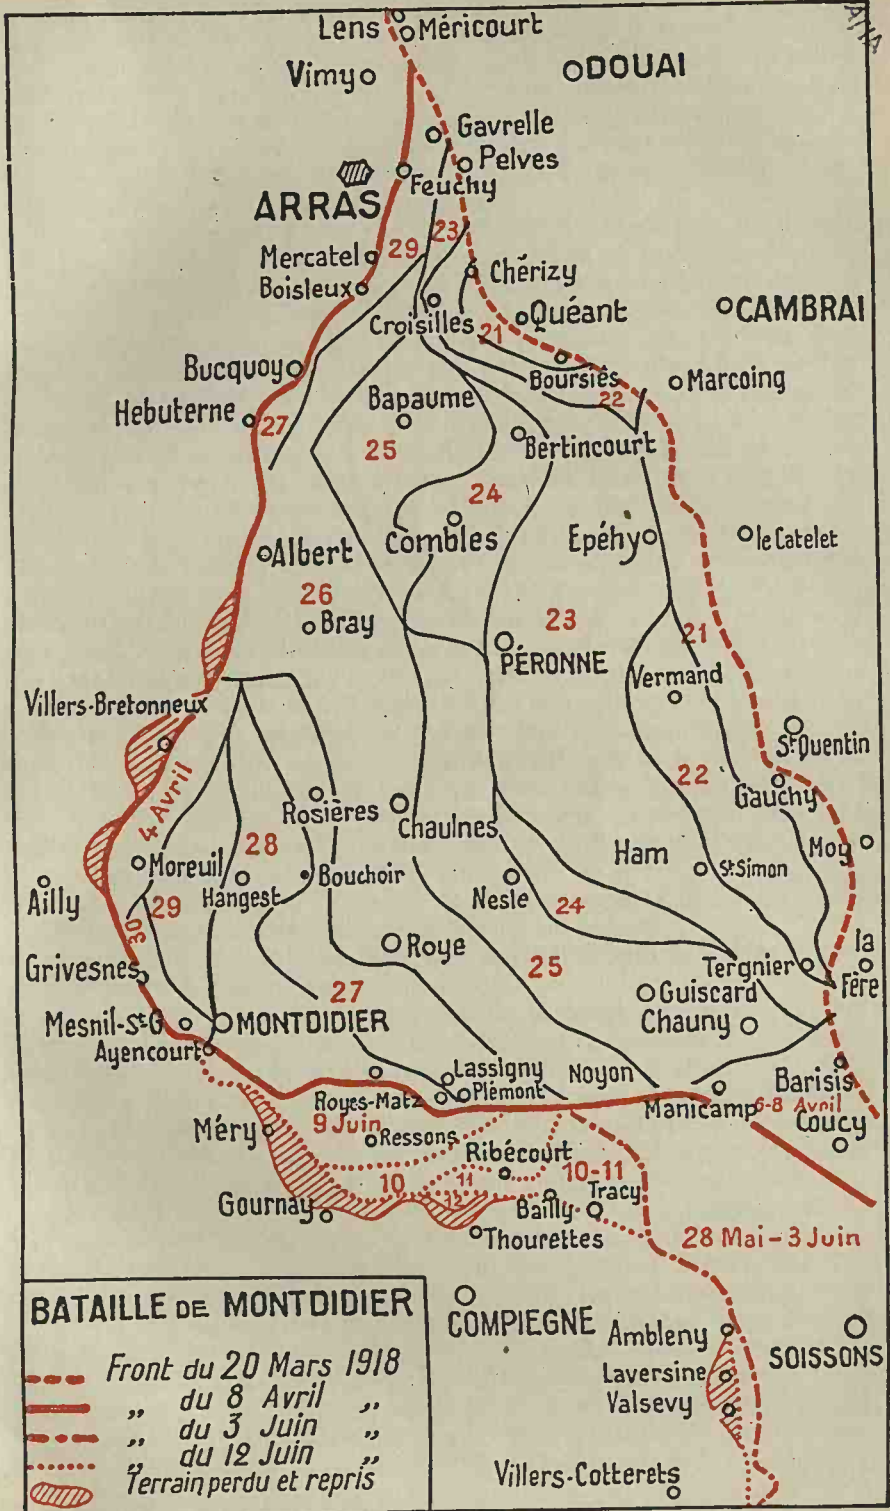 Lens Méricourt
Vimy DOUAI
Gavrelle
Pelves
Feuchy
ARRAS
29 23
Mercatel
Chérizy
Boisleux
Croisilles Quéant CAMBRAI
21
Bucquoy Boursiés Marcoing
Hebuterne Bapaume 22
27 25 Bertincourt
24
Combles Epéhy le Catelet
Albert
26
Bray 23 21
PÉRONNE
Vermand
Villers-Bretonneux
St Quentin
22
4 Avril Gauchy
Rosières Chaulnes
Moreuil 28 Ham Moy
Ailly Hangest Bouchoir Nesle St Simon
29 24
30 Roye
Grivesnes 25 Tergnier la
27 Guiscard Fère
Mesnil-St G. MONTDIDIER Chauny
Ayencourt
Lassigny Noyon Barisis
Royes-Matz Plémont Manicamp 6-8 Avril
9 Juin Coucy
Méry Ressons
Ribécourt
10 11 10-11
12 Tracy
Gournay Bailly
Thourettes 28 Mai - 3 Juin
COMPIEGNE Ambleny SOISSONS
Laversine
Valsevy
Villers-Cotterets
BATAILLE DE MONTDIDIER
Front du 20 Mars 1918
„ du 8 Avril „
„ du 3 Juin „
„ du 12 Juin „
Terrain perdu et repris